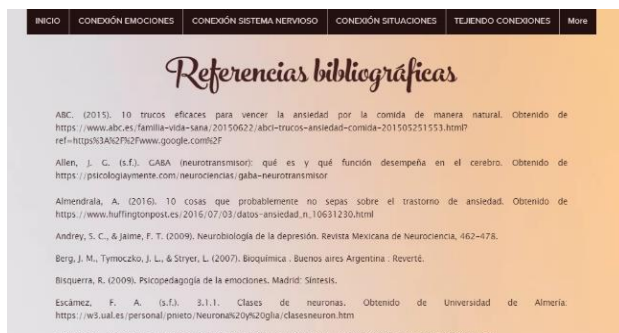 INICIO CONEXIÓN EMOCIONES CONEXIÓN SISTEMA NERVIOSO CONEXIÓN SITUACIONES TEJIENDO CONEXIONES More
Referencias bibliográficas
ABC. (2015). 10 trucos eficaces para vencer la ansiedad por la comida de manera natural. Obtenido de
https://www.abc.es/familia-vida-sana/20150622/abci-trucos-ansiedad-comida-201505251553.html?
ref=https%3A%2F%2Fwww.google.com%2F
Allen, J. G. (s.f.). GABA (neurotransmisor): qué es y qué función desempeña en el cerebro. Obtenido de
https://psicologiaymente.com/neurociencias/gaba-neurotransmisor
Almendrala, A. (2016). 10 cosas que probablemente no sepas sobre el trastorno de ansiedad. Obtenido de
https://www.huffingtonpost.es/2016/07/03/datos-ansiedad_n_10631230.html
Andrey, S. C., & Jaime, F. T. (2009). Neurobiología de la depresión. Revista Mexicana de Neurociencia, 462-478.
Berg, J. M., Tymoczko, J. L., & Stryer, L. (2007). Bioquímica . Buenos aires Argentina : Reverté.
Bisquerra, R. (2009). Psicopedagogía de la emociones. Madrid: Síntesis.
Escámez, F. A. (s.f.). 3.1.1. Clases de neuronas. Obtenido de Universidad de Almería:
https://w3.ual.es/personal/pnieto/Neurona%20y%20glia/clasesneuron.htm